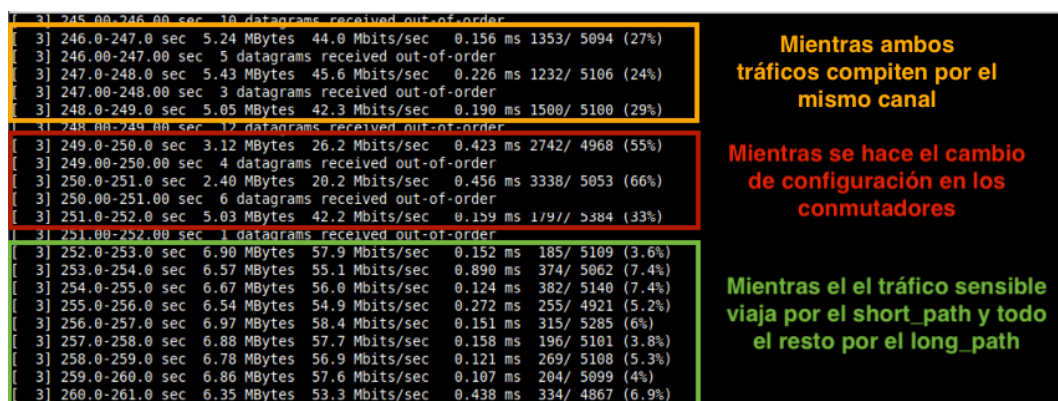 [  3] 245.00-246.00 sec  10 datagrams received out-of-order
[  3] 246.0-247.0 sec  5.24 MBytes  44.0 Mbits/sec   0.156 ms 1353/ 5094 (27%)
[  3] 246.00-247.00 sec  5 datagrams received out-of-order
[  3] 247.0-248.0 sec  5.43 MBytes  45.6 Mbits/sec   0.226 ms 1232/ 5106 (24%)
[  3] 247.00-248.00 sec  3 datagrams received out-of-order
[  3] 248.0-249.0 sec  5.05 MBytes  42.3 Mbits/sec   0.190 ms 1500/ 5100 (29%)
[  3] 248.00-249.00 sec  12 datagrams received out-of-order
[  3] 249.0-250.0 sec  3.12 MBytes  26.2 Mbits/sec   0.423 ms 2742/ 4968 (55%)
[  3] 249.00-250.00 sec  4 datagrams received out-of-order
[  3] 250.0-251.0 sec  2.40 MBytes  20.2 Mbits/sec   0.456 ms 3338/ 5053 (66%)
[  3] 250.00-251.00 sec  6 datagrams received out-of-order
[  3] 251.0-252.0 sec  5.03 MBytes  42.2 Mbits/sec   0.159 ms 1797/ 5384 (33%)
[  3] 251.00-252.00 sec  1 datagrams received out-of-order
[  3] 252.0-253.0 sec  6.90 MBytes  57.9 Mbits/sec   0.152 ms  185/ 5109 (3.6%)
[  3] 253.0-254.0 sec  6.57 MBytes  55.1 Mbits/sec   0.890 ms  374/ 5062 (7.4%)
[  3] 254.0-255.0 sec  6.67 MBytes  56.0 Mbits/sec   0.124 ms  382/ 5140 (7.4%)
[  3] 255.0-256.0 sec  6.54 MBytes  54.9 Mbits/sec   0.272 ms  255/ 4921 (5.2%)
[  3] 256.0-257.0 sec  6.97 MBytes  58.4 Mbits/sec   0.151 ms  315/ 5285 (6%)
[  3] 257.0-258.0 sec  6.88 MBytes  57.7 Mbits/sec   0.158 ms  196/ 5101 (3.8%)
[  3] 258.0-259.0 sec  6.78 MBytes  56.9 Mbits/sec   0.121 ms  269/ 5108 (5.3%)
[  3] 259.0-260.0 sec  6.86 MBytes  57.6 Mbits/sec   0.107 ms  204/ 5099 (4%)
[  3] 260.0-261.0 sec  6.35 MBytes  53.3 Mbits/sec   0.438 ms  334/ 4867 (6.9%)
Mientras ambos
tráficos compiten por el
mismo canal
Mientras se hace el cambio
de configuración en los
conmutadores
Mientras el el tráfico sensible
viaja por el short_path y todo
el resto por el long_path